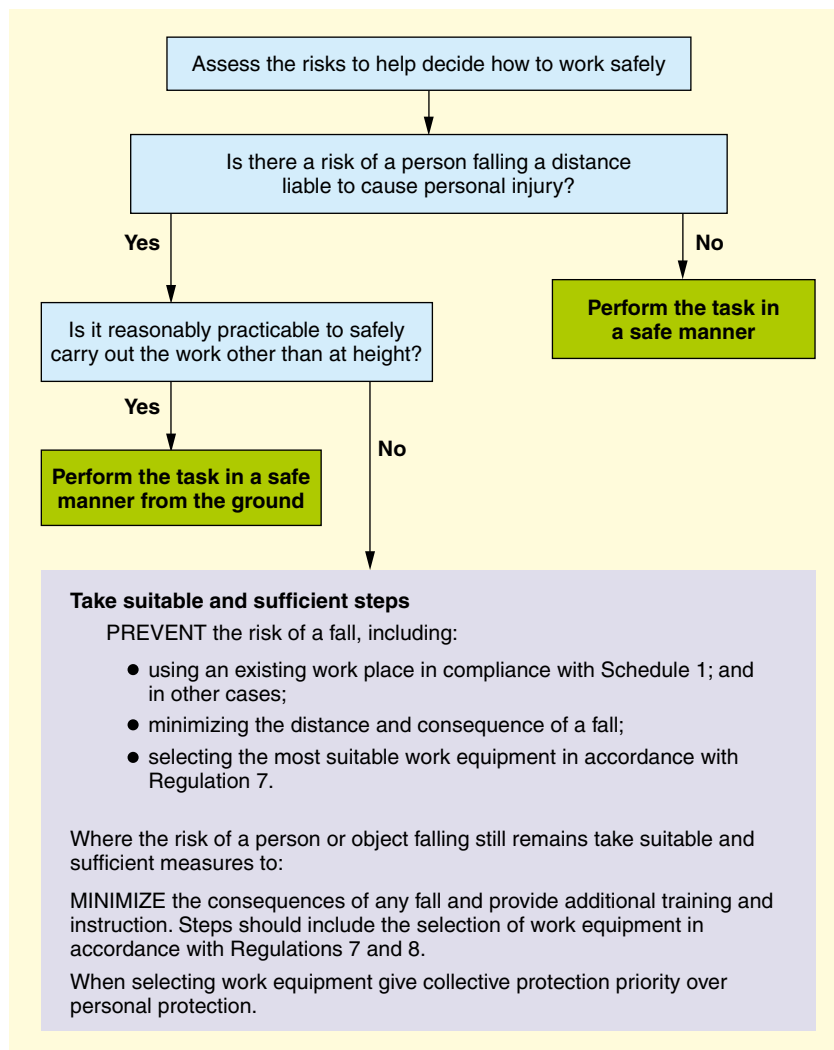 Assess the risks to help decide how to work safely
Is there a risk of a person falling a distance
liable to cause personal injury?
Yes
No
Perform the task in
a safe manner
Is it reasonably practicable to safely
carry out the work other than at height?
Yes
No
Perform the task in a safe
manner from the ground
Take suitable and sufficient steps
PREVENT the risk of a fall, including:
● using an existing work place in compliance with Schedule 1; and
in other cases;
● minimizing the distance and consequence of a fall;
● selecting the most suitable work equipment in accordance with
Regulation 7.
Where the risk of a person or object falling still remains take suitable and
sufficient measures to:
MINIMIZE the consequences of any fall and provide additional training and
instruction. Steps should include the selection of work equipment in
accordance with Regulations 7 and 8.
When selecting work equipment give collective protection priority over
personal protection.